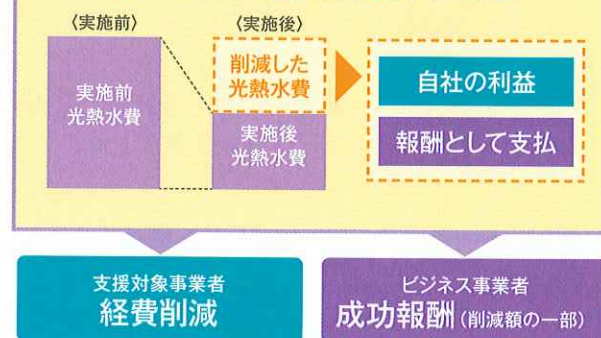 〈実施前〉
〈実施後〉
実施前
光熱水費
削減した
光熱水費
実施後
光熱水費
自社の利益
報酬として支払
支援対象事業者
経費削減
ビジネス事業者
成功報酬（削減額の一部）